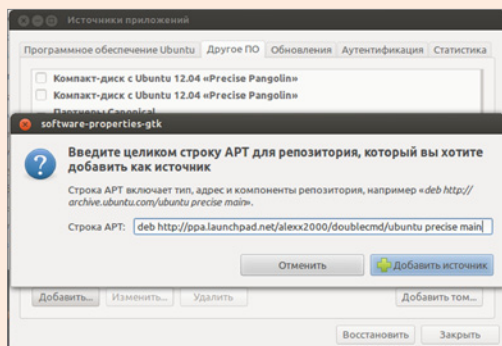 Источники приложений
Программное обеспечение Ubuntu Другое ПО Обновления Аутентификация Статистика
Компакт-диск с Ubuntu 12.04 «Precise Pangolin»
Компакт-диск с Ubuntu 12.04 «Precise Pangolin»
Партнеры Canonical
software-properties-gtk
Введите целиком строку APT для репозитория, который вы хотите
добавить как источник
Строка APT включает тип, адрес и компоненты репозитория, например «deb http://
archive.ubuntu.com/ubuntu precise main».
Строка APT: deb http://ppa.launchpad.net/alexx2000/doublecmd/ubuntu precise main
Отменить Добавить источник
Добавить... Изменить... Удалить Добавить том...
Восстановить Закрыть